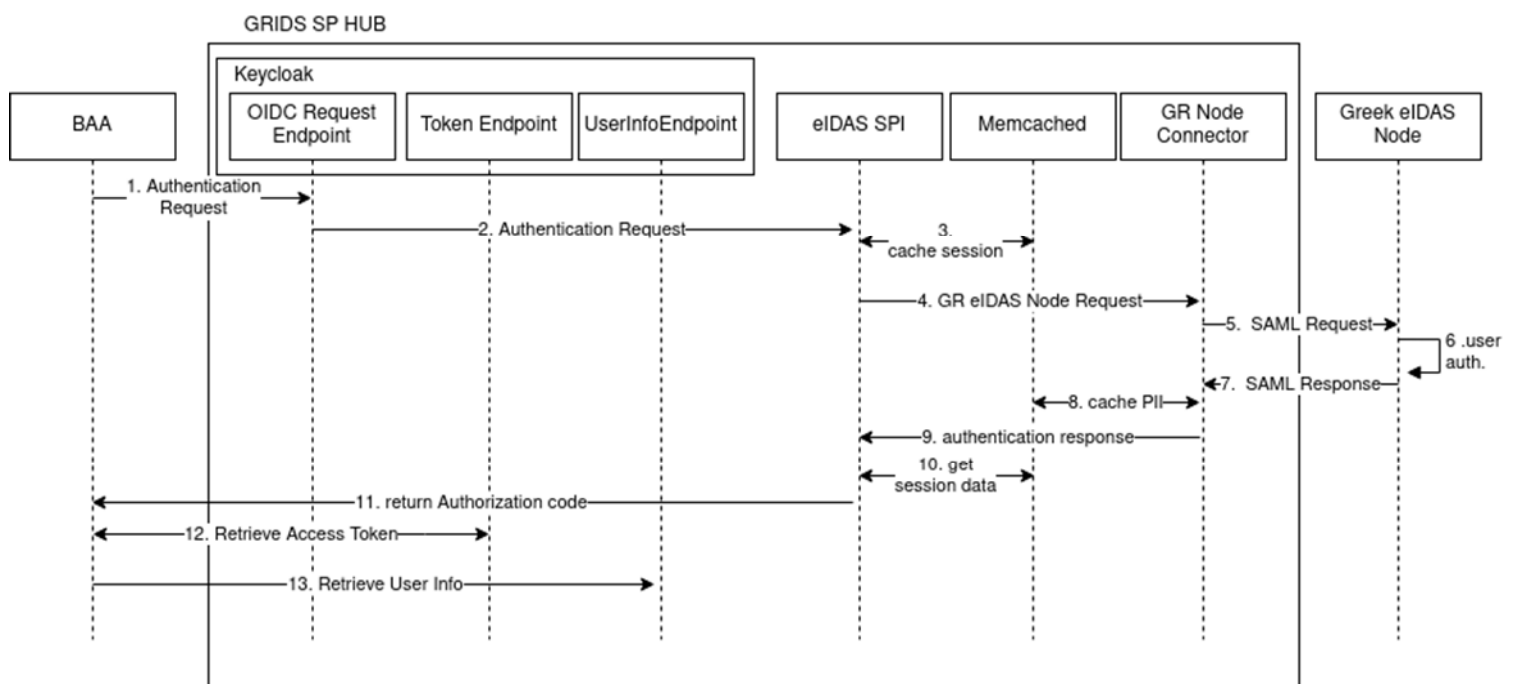 GRIDS SP HUB
Keycloak
BAA
OIDC Request
Endpoint
Token Endpoint
UserInfoEndpoint
eIDAS SPI
Memcached
GR Node
Connector
Greek eIDAS
Node
1. Authentication
Request
2. Authentication Request
3.
cache session
4. GR eIDAS Node Request
5. SAML Request
6 .user
auth.
7. SAML Response
8. cache PII
9. authentication response
10. get
session data
11. return Authorization code
12. Retrieve Access Token
13. Retrieve User Info